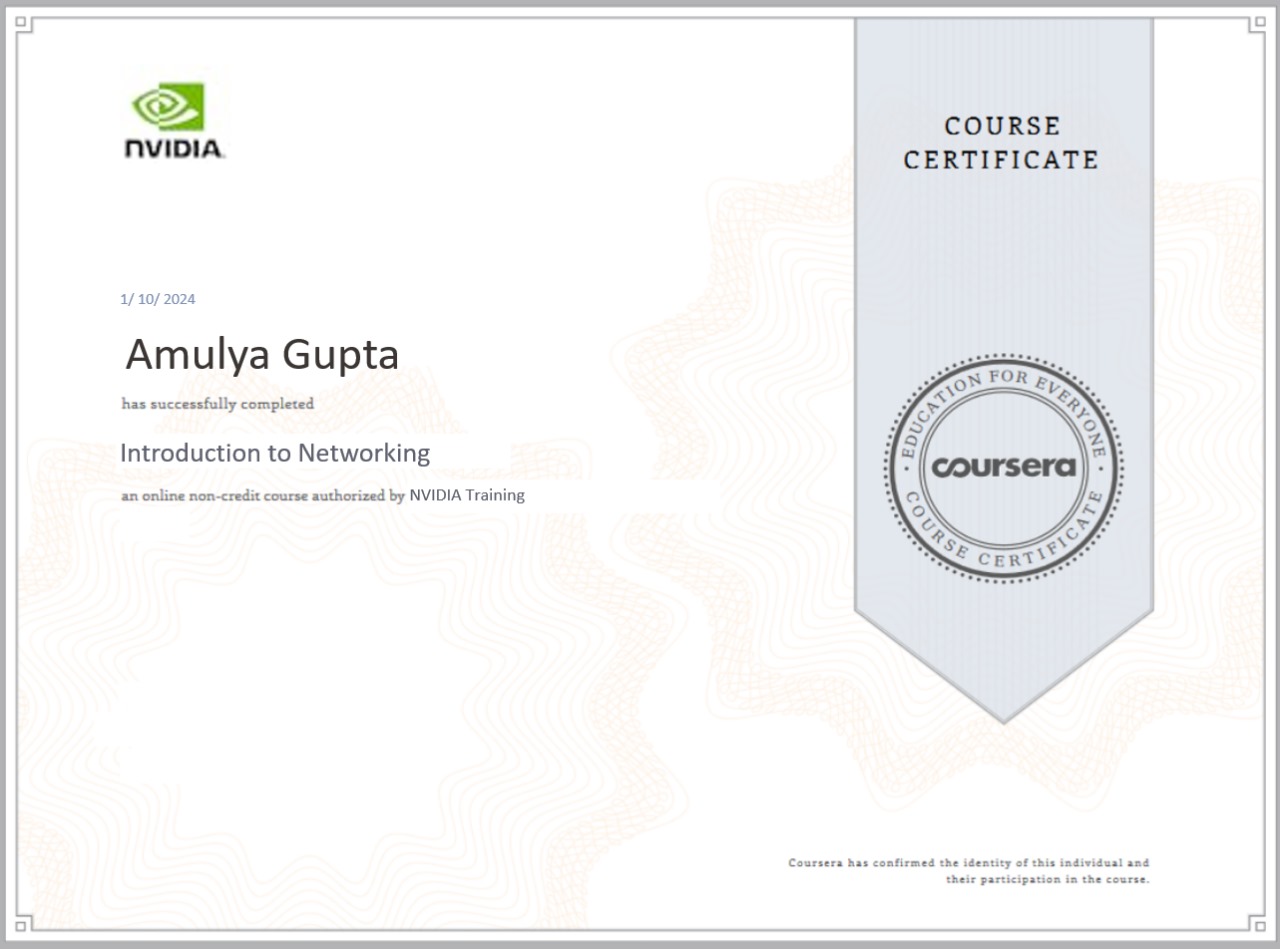 NVIDIA.
COURSE
CERTIFICATE
1/ 10/ 2024
Amulya Gupta
has successfully completed
Introduction to Networking
an online non-credit course authorized by NVIDIA Training
EDUCATION FOR EVERYONE
coursera
COURSE CERTIFICATE
Coursera has confirmed the identity of this individual and
their participation in the course.